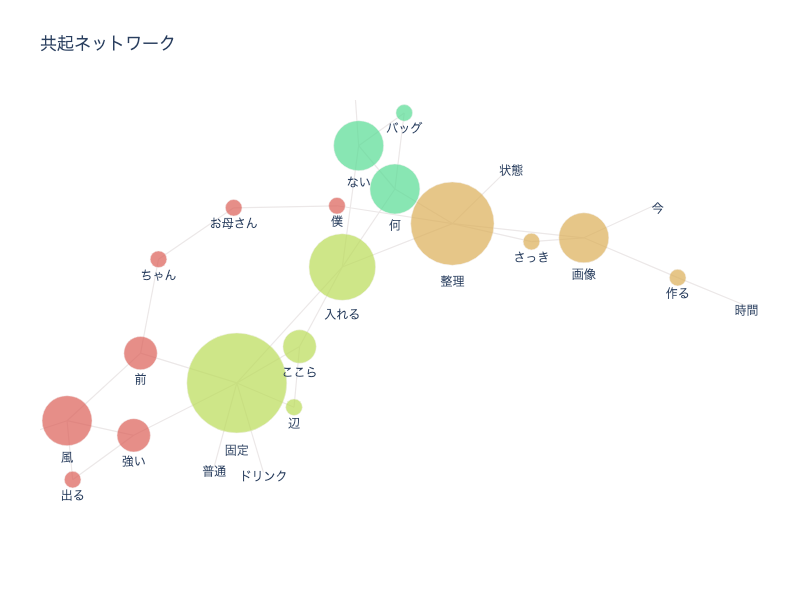 共起ネットワーク
バッグ
ない
状態
今
お母さん
僕
何
さっき
ちゃん
画像
整理
作る
時間
入れる
ここら
前
辺
固定
風
強い
普通
ドリンク
出る